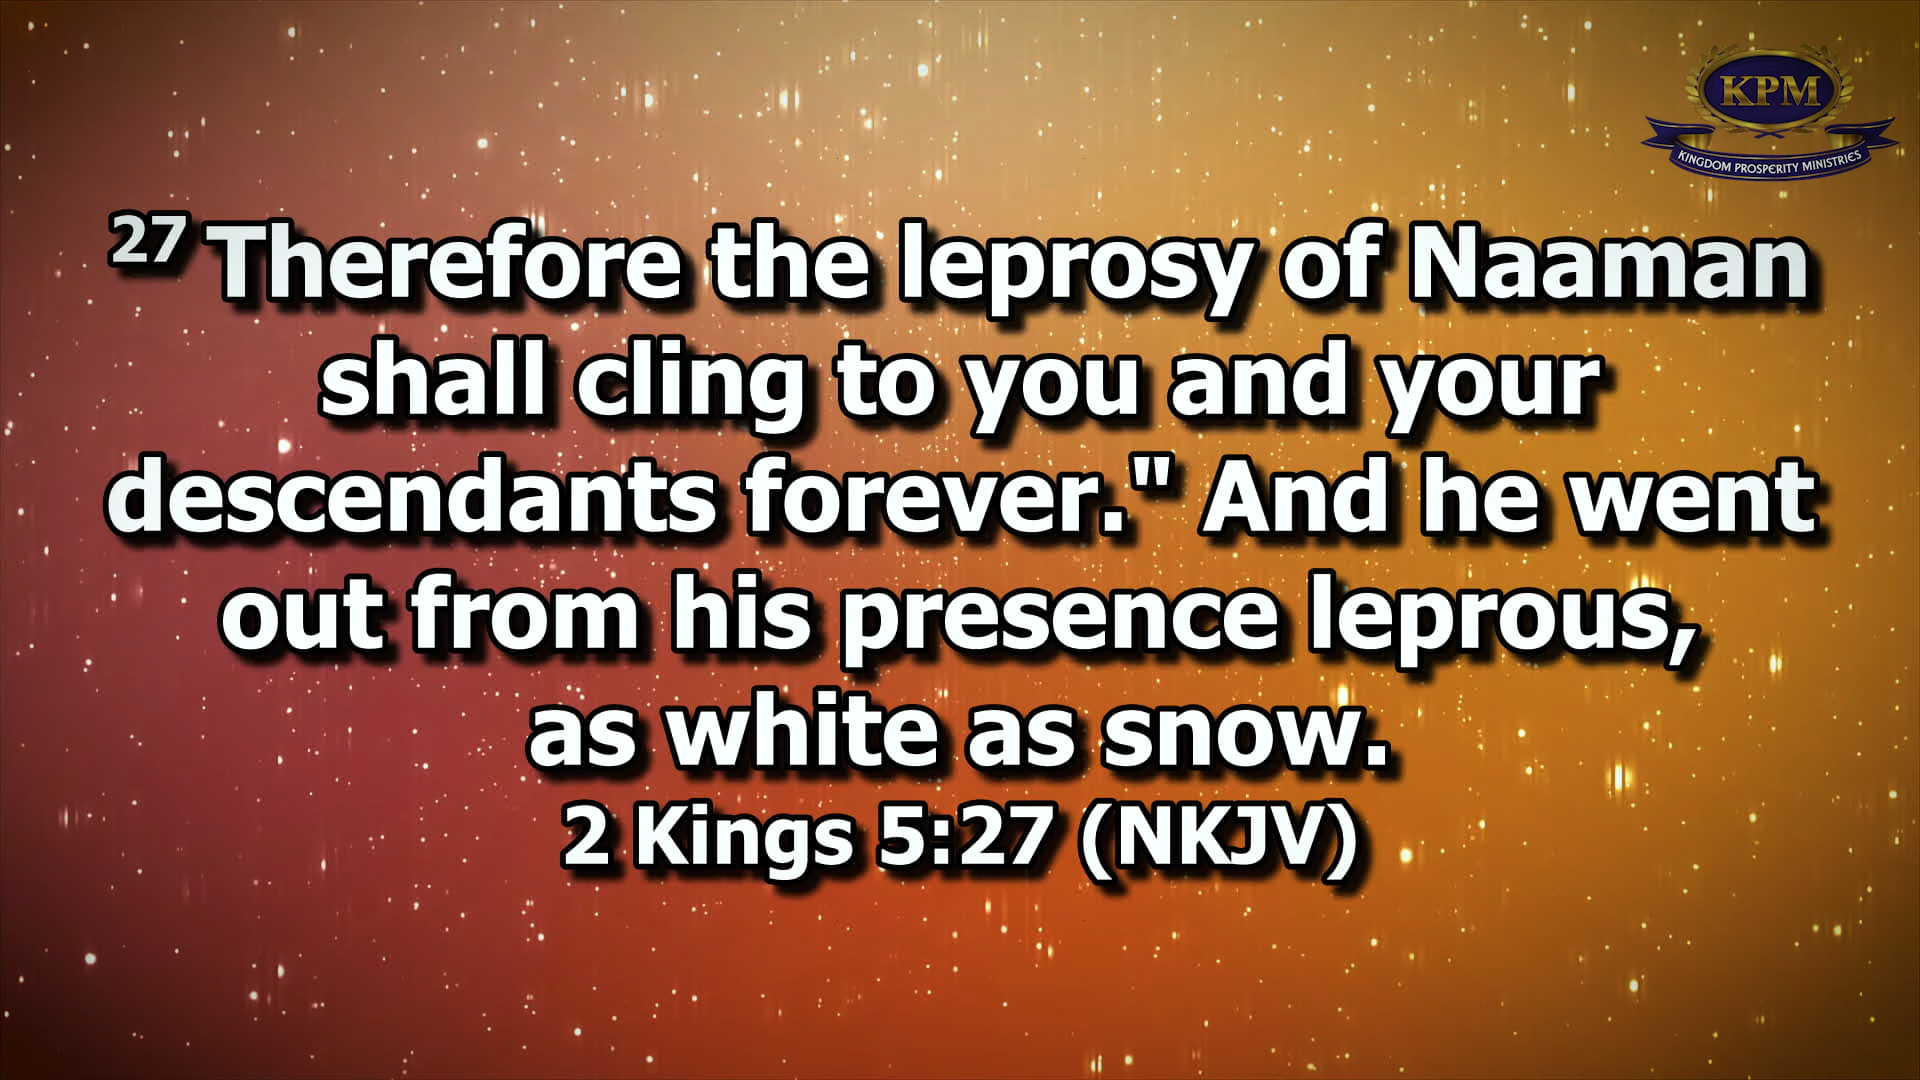 KPM
KINGDOM PROSPERITY MINISTRIES
27 Therefore the leprosy of Naaman
shall cling to you and your
descendants forever." And he went
out from his presence leprous,
as white as snow.
2 Kings 5:27 (NKJV)